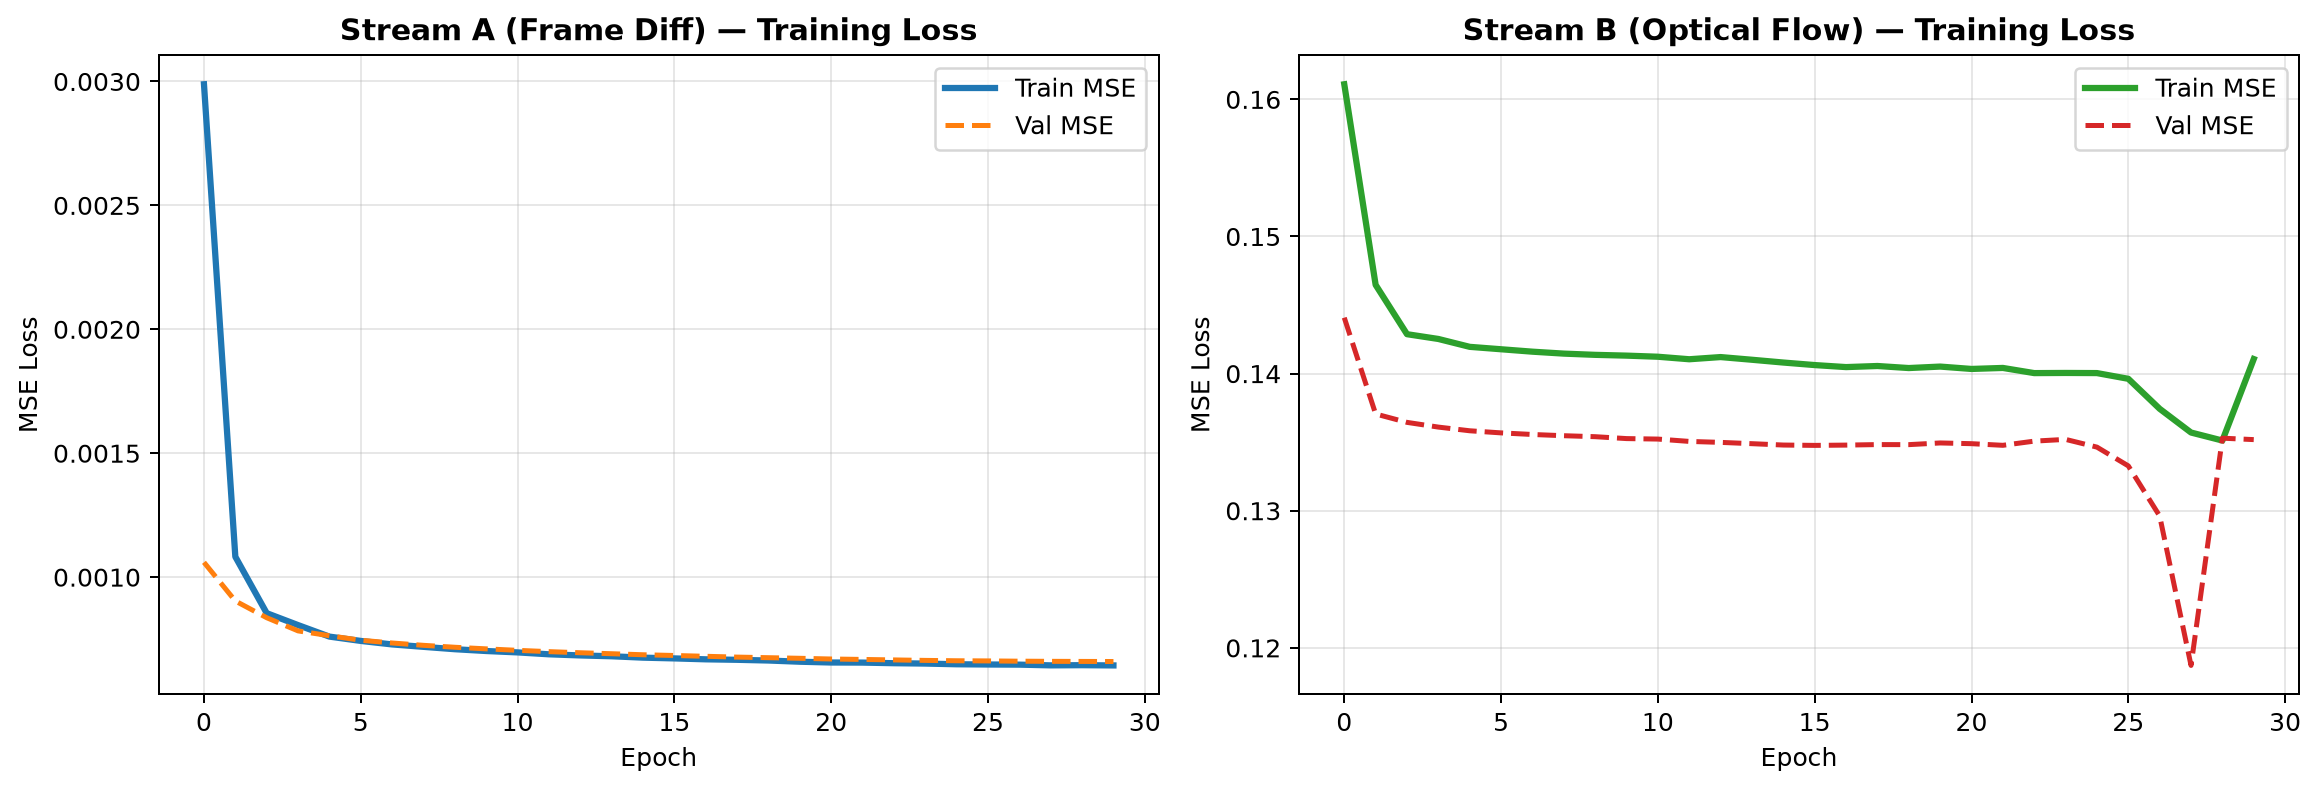 Stream A (Frame Diff) — Training Loss
MSE Loss
0.0030
0.0025
0.0020
0.0015
0.0010
Train MSE
Val MSE
0 5 10 15 20 25 30
Epoch
Stream B (Optical Flow) — Training Loss
MSE Loss
0.16
0.15
0.14
0.13
0.12
Train MSE
Val MSE
0 5 10 15 20 25 30
Epoch